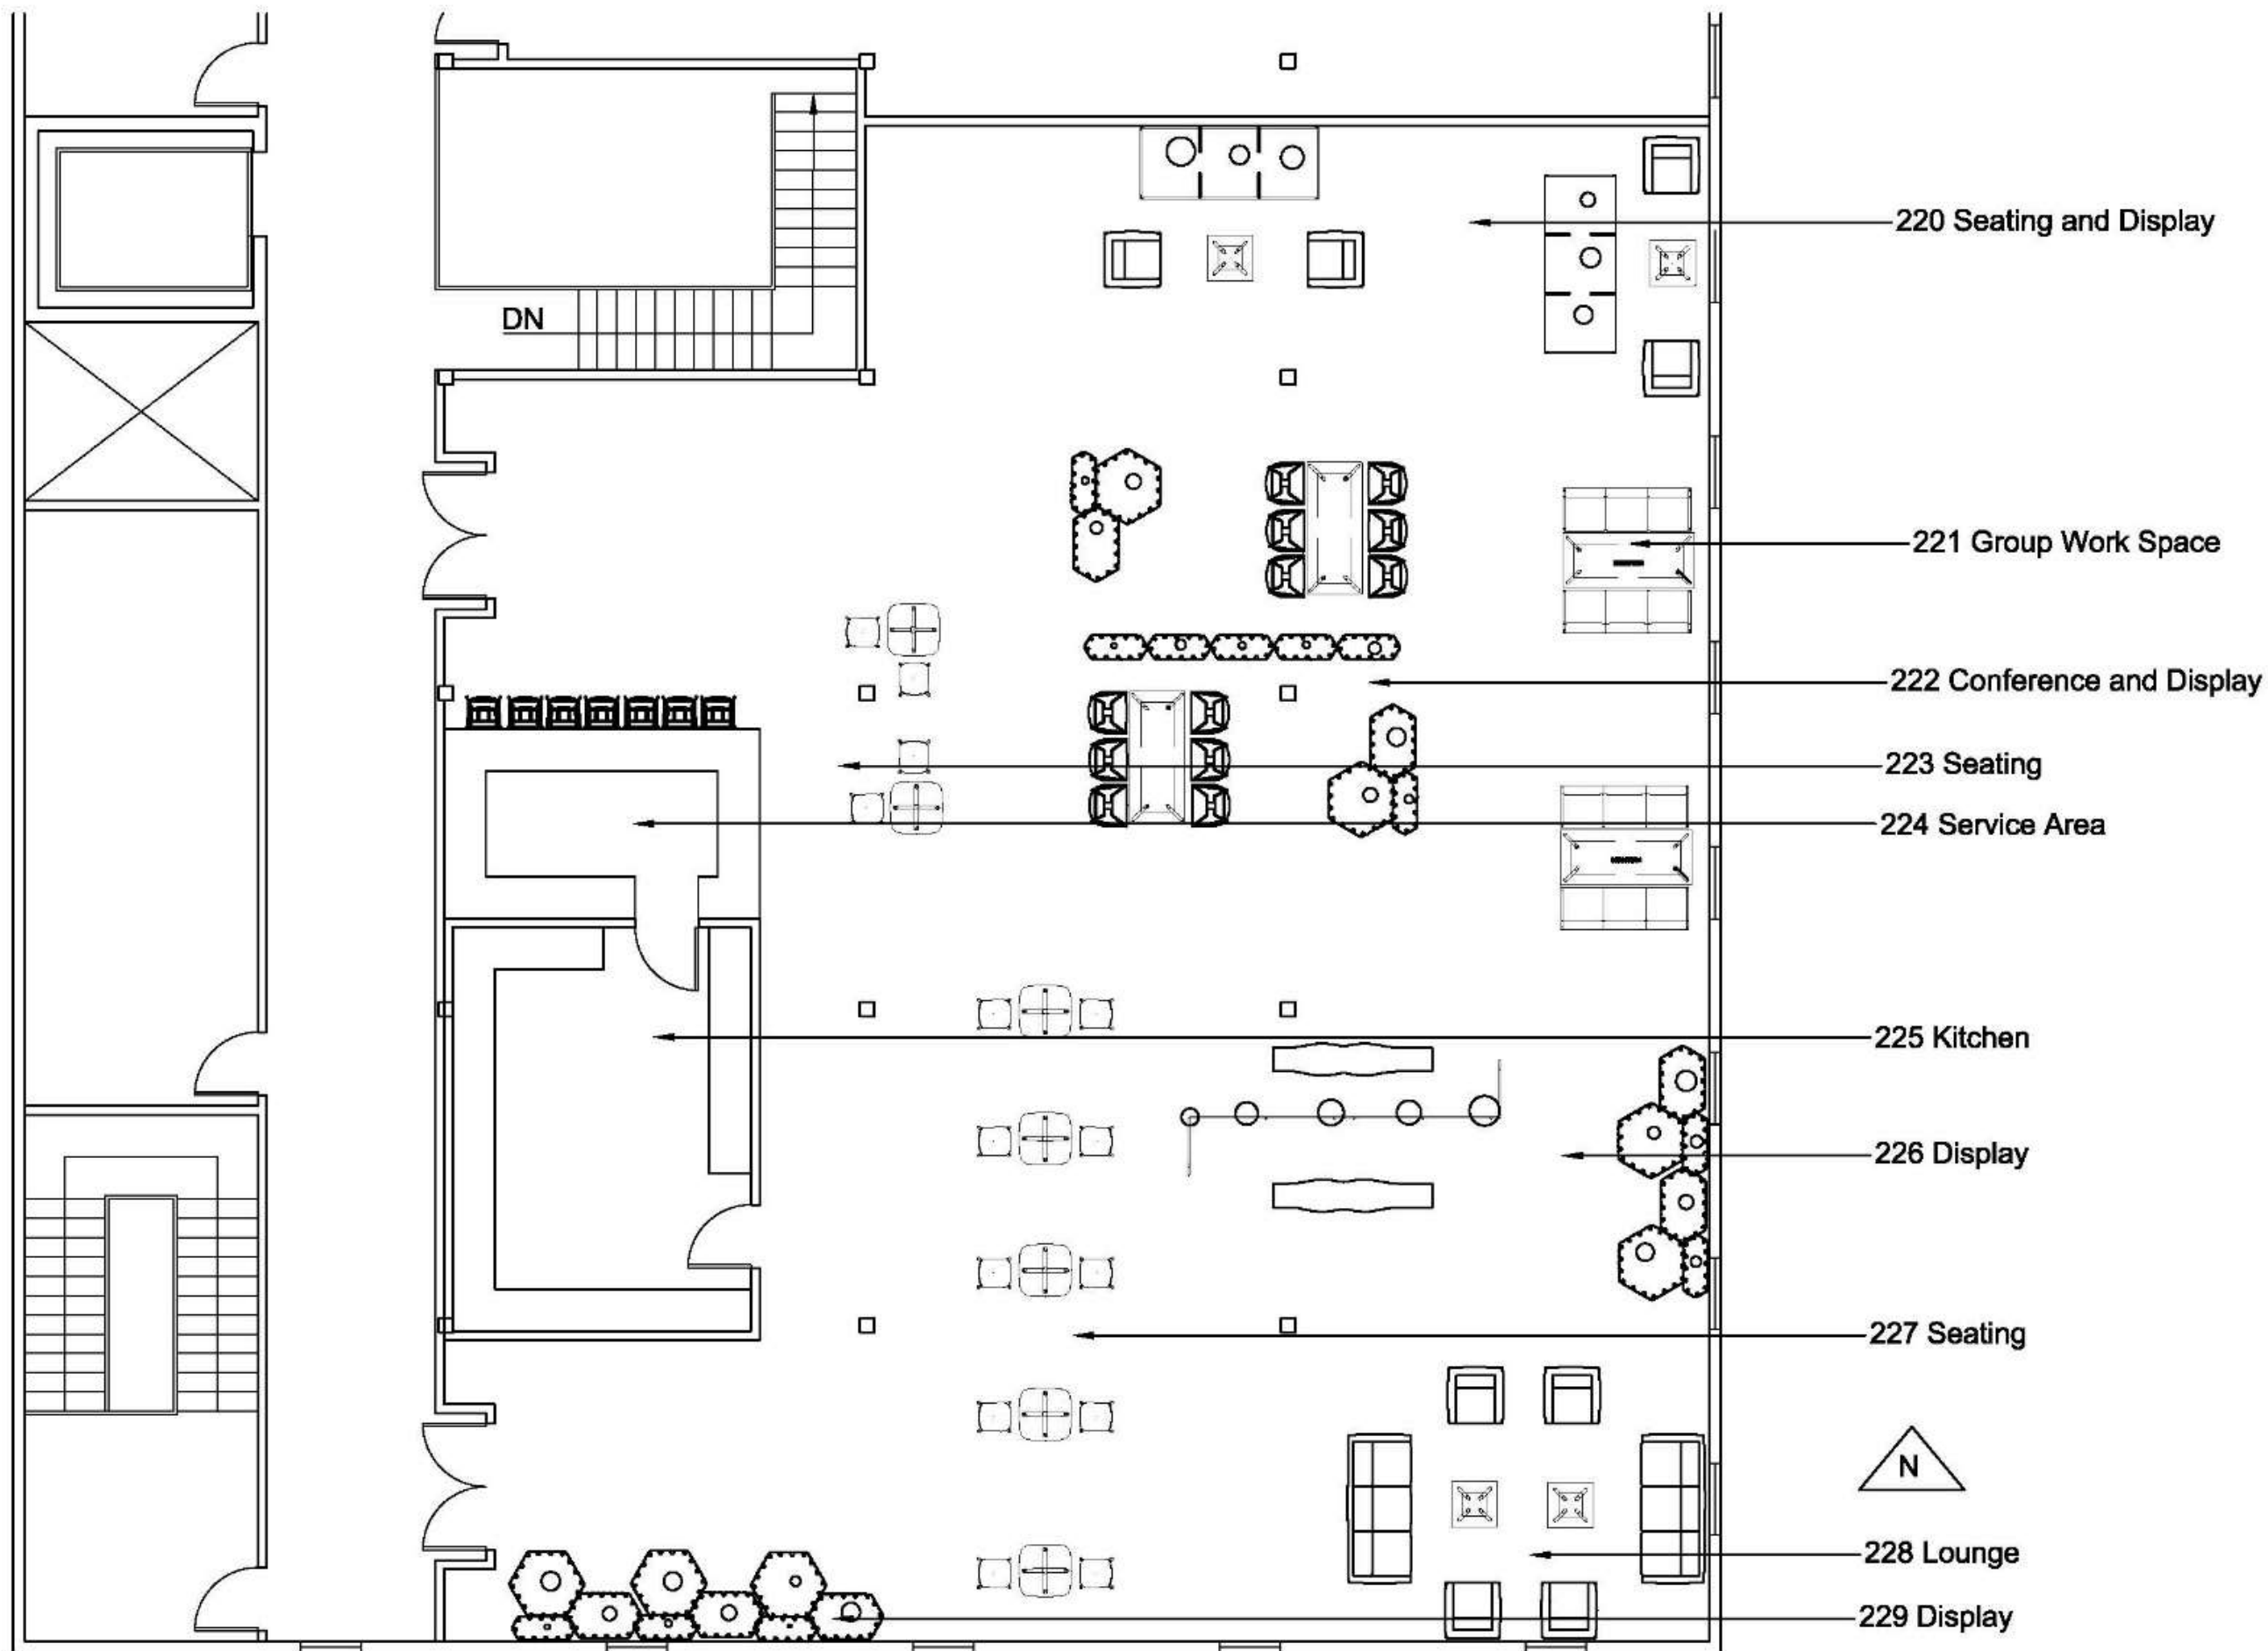 220 Seating and Display
DN
221 Group Work Space
222 Conference and Display
223 Seating
224 Service Area
225 Kitchen
226 Display
227 Seating
N
228 Lounge
229 Display